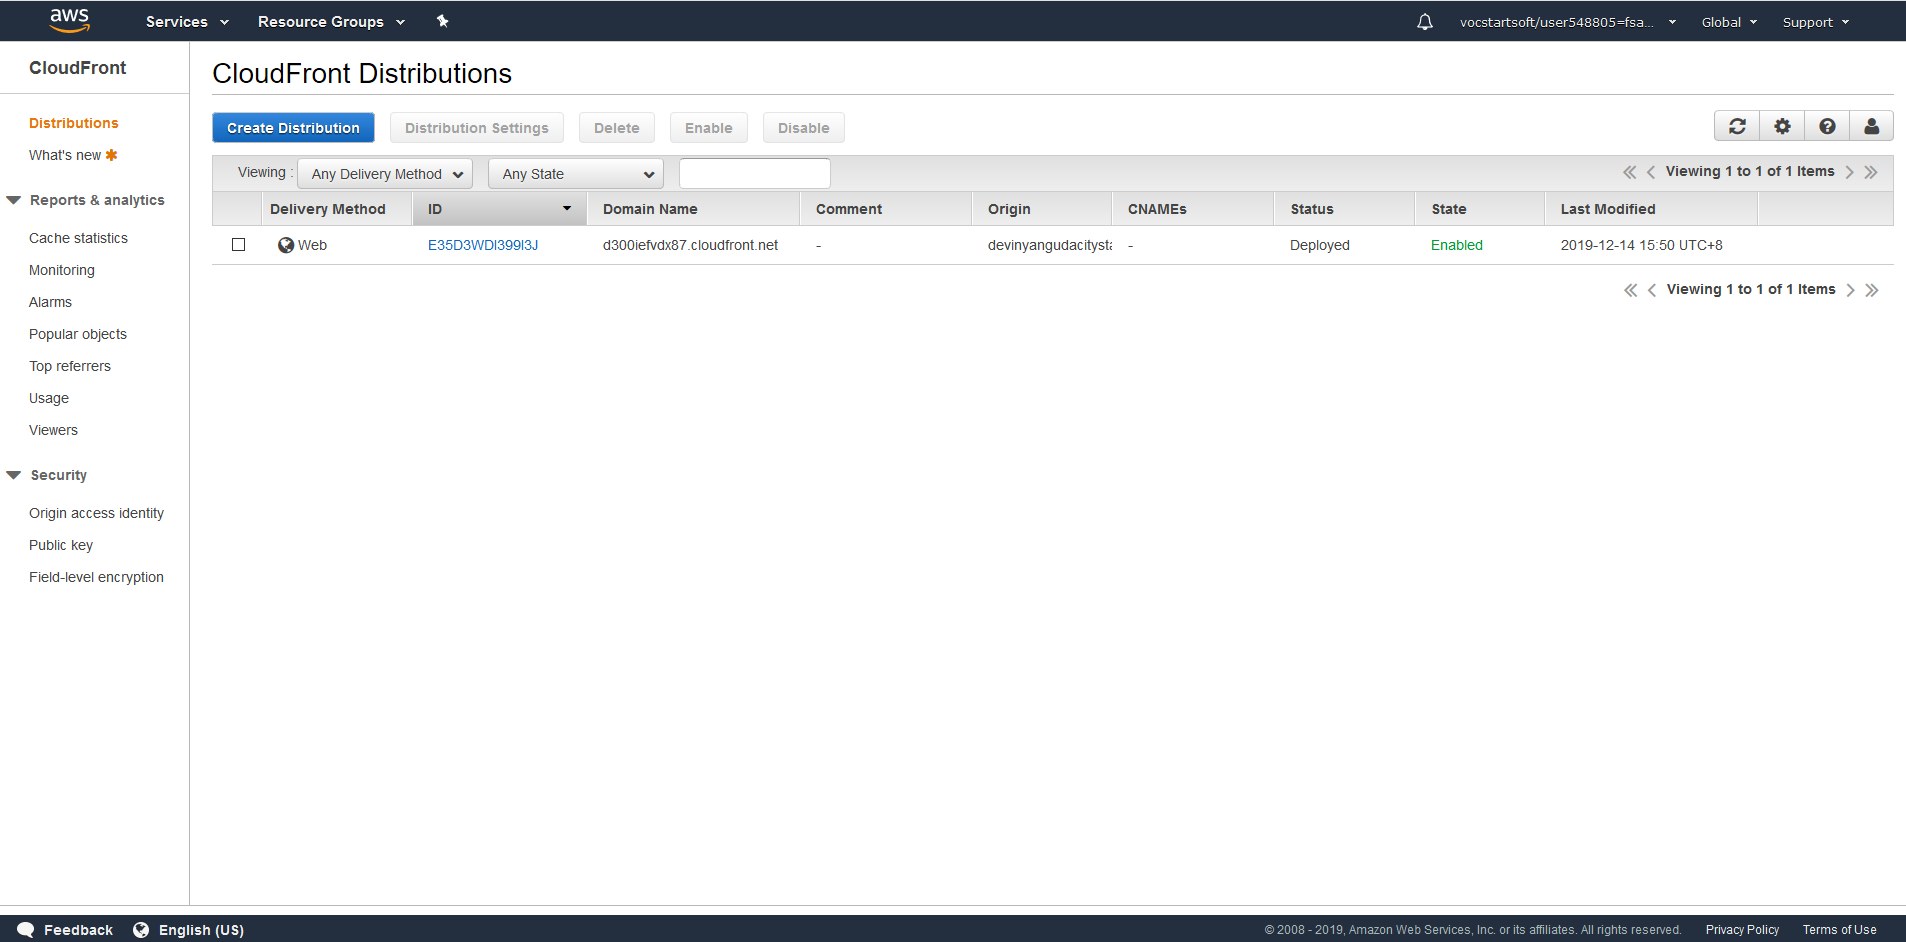 aws Services Resource Groups vocstartsoft/user548805=fsa... Global Support
CloudFront
Distributions
What's new
Reports & analytics
Cache statistics
Monitoring
Alarms
Popular objects
Top referrers
Usage
Viewers
Security
Origin access identity
Public key
Field-level encryption
CloudFront Distributions
Create Distribution Distribution Settings Delete Enable Disable
Viewing : Any Delivery Method Any State Viewing 1 to 1 of 1 Items
Delivery Method ID Domain Name Comment Origin CNAMEs Status State Last Modified
Web E35D3WDI399I3J d300iefvdx87.cloudfront.net - devinyangudacitysta - Deployed Enabled 2019-12-14 15:50 UTC+8
Viewing 1 to 1 of 1 Items
Feedback English (US) © 2008 - 2019, Amazon Web Services, Inc. or its affiliates. All rights reserved. Privacy Policy Terms of Use